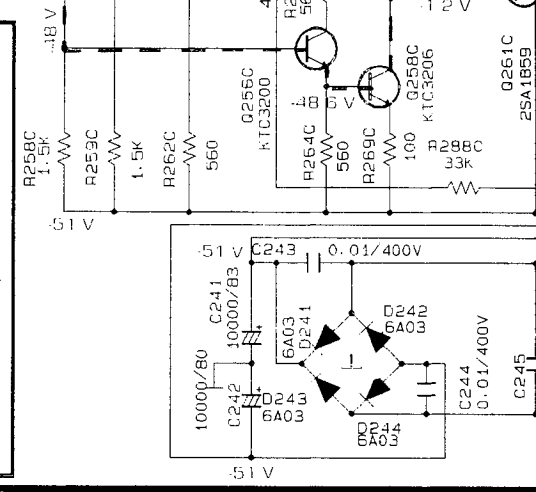 -12 V
-48 V
Q256C
KTC3200
Q258C
KTC3206
Q261C
2SA1859
-48.6 V
R258C
1.5K
R259C
1.5K
R262C
560
R264C
560
R269C
100
R288C
33K
-51 V
-51 V
C243
0.01/400V
C241
10000/83
6A03
D241
D242
6A03
10000/80
C242
D243
6A03
D244
6A03
C244
0.01/400V
C245
-51 V